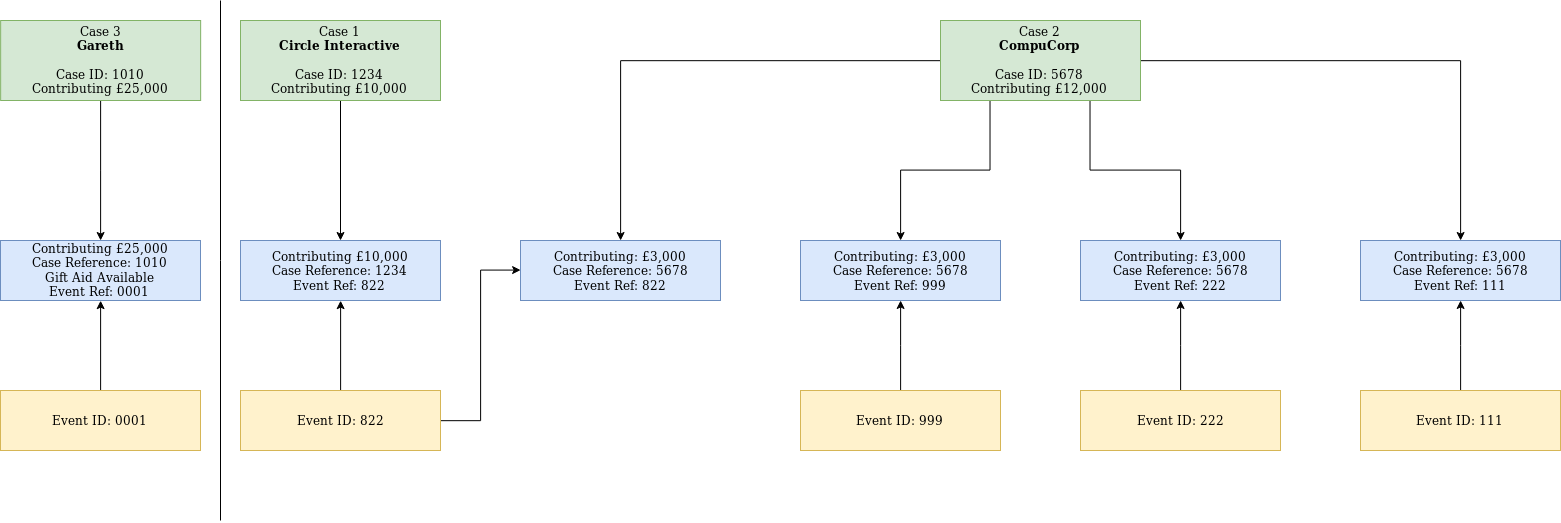 Case 3
Gareth
Case ID: 1010
Contributing £25,000
Case 1
Circle Interactive
Case ID: 1234
Contributing £10,000
Case 2
CompuCorp
Case ID: 5678
Contributing £12,000
Contributing £25,000
Case Reference: 1010
Gift Aid Available
Event Ref: 0001
Contributing £10,000
Case Reference: 1234
Event Ref: 822
Contributing: £3,000
Case Reference: 5678
Event Ref: 822
Contributing: £3,000
Case Reference: 5678
Event Ref: 999
Contributing: £3,000
Case Reference: 5678
Event Ref: 222
Contributing: £3,000
Case Reference: 5678
Event Ref: 111
Event ID: 0001
Event ID: 822
Event ID: 999
Event ID: 222
Event ID: 111